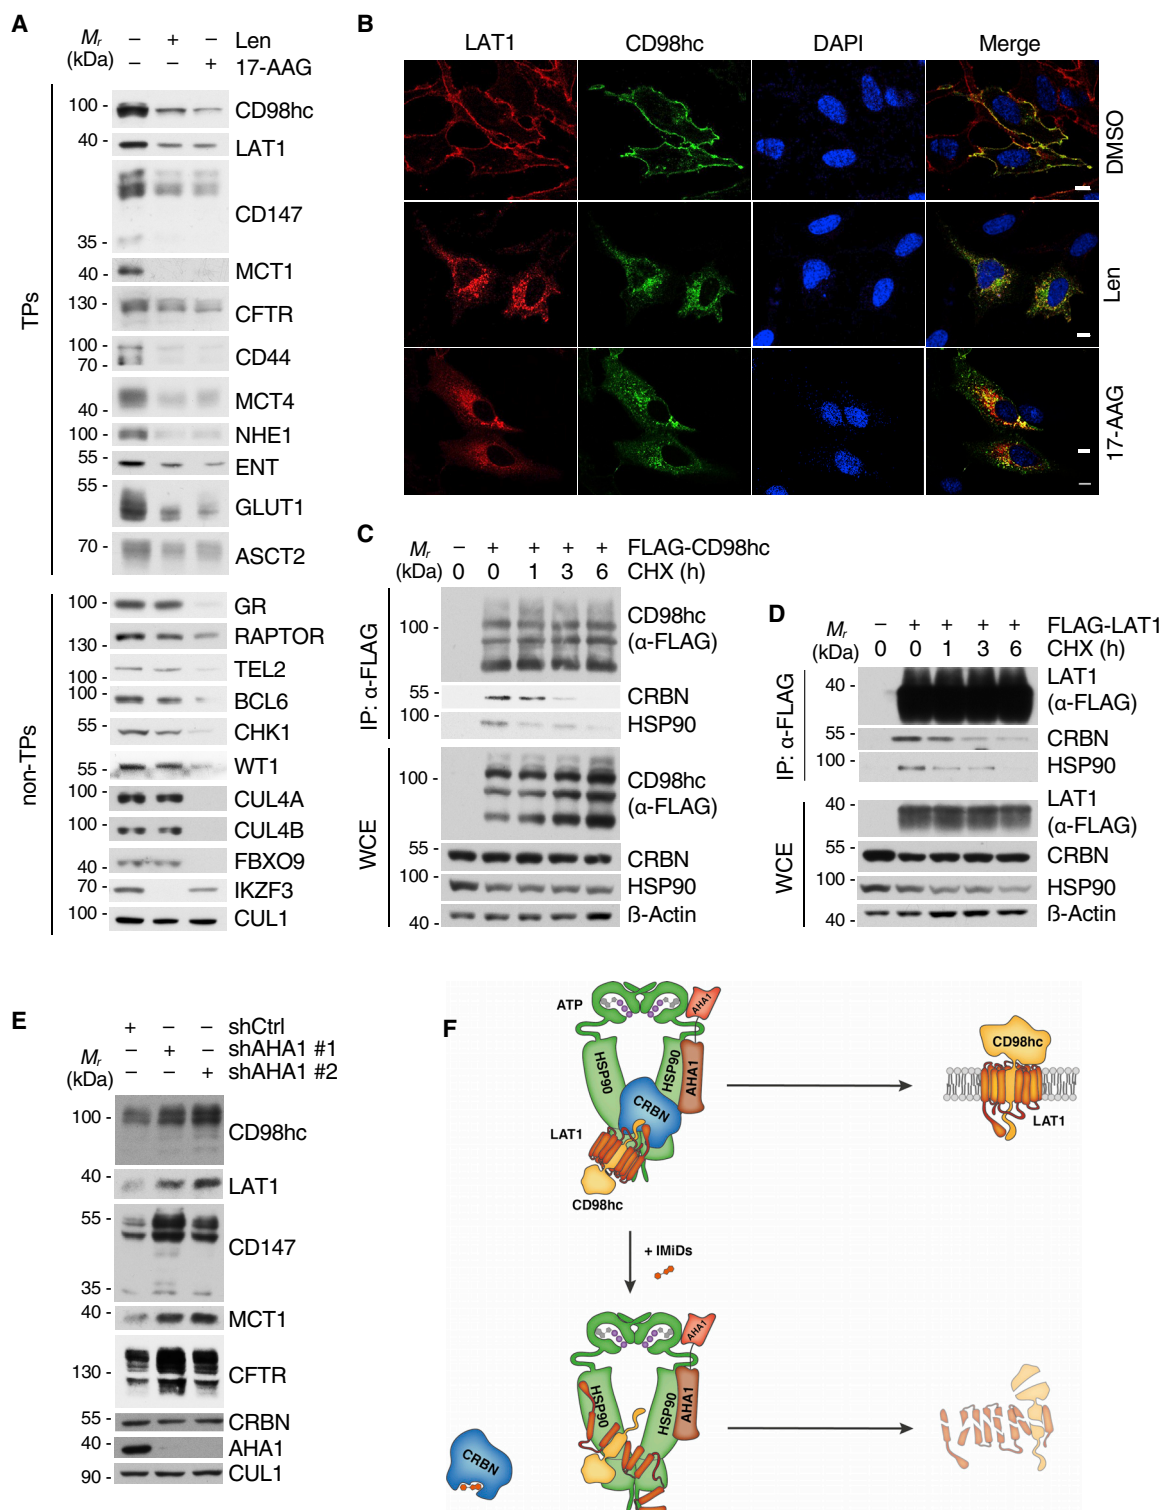 A
Mr (kDa)
– + – Len
– – + 17-AAG
TPs
100 - CD98hc
40 - LAT1
CD147
35 -
40 - MCT1
130 - CFTR
100 - CD44
70 -
MCT4
40 -
100 - NHE1
55 - ENT
55 -
GLUT1
70 - ASCT2
non-TPs
100 - GR
130 - RAPTOR
100 - TEL2
100 - BCL6
55 - CHK1
55 - WT1
100 - CUL4A
100 - CUL4B
40 - FBXO9
70 - IKZF3
100 - CUL1
B
LAT1 CD98hc DAPI Merge
DMSO
Len
17-AAG
C
Mr (kDa)
– + + + + FLAG-CD98hc
0 0 1 3 6 CHX (h)
IP: α-FLAG
100 - CD98hc (α-FLAG)
55 - CRBN
100 - HSP90
WCE
100 - CD98hc (α-FLAG)
55 - CRBN
100 - HSP90
40 - ß-Actin
D
Mr (kDa)
– + + + + FLAG-LAT1
0 0 1 3 6 CHX (h)
IP: α-FLAG
40 - LAT1 (α-FLAG)
55 - CRBN
100 - HSP90
WCE
40 - LAT1 (α-FLAG)
55 - CRBN
100 - HSP90
40 - ß-Actin
E
Mr (kDa)
+ – – shCtrl
– + – shAHA1 #1
– – + shAHA1 #2
100 - CD98hc
40 - LAT1
55 - CD147
35 -
40 - MCT1
130 - CFTR
55 - CRBN
40 - AHA1
90 - CUL1
F
ATP
AHA1
HSP90
HSP90
AHA1
CRBN
LAT1
CD98hc
CD98hc
LAT1
+ IMiDs
AHA1
HSP90
HSP90
AHA1
CRBN